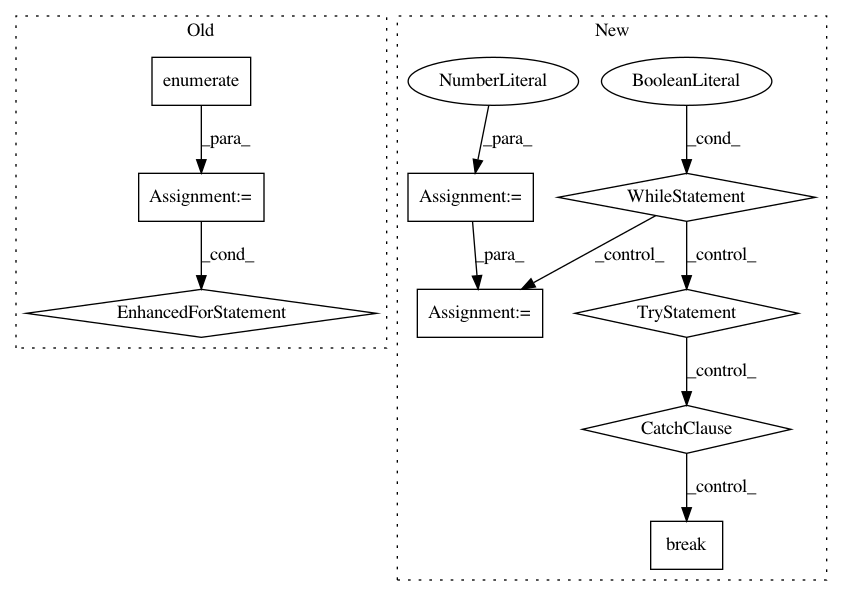 Old
New
enumerate
NumberLiteral
BooleanLiteral
_para_
_para_
_cond_
Assignment:=
Assignment:=
WhileStatement
_cond_
_para_
_control_
_control_
EnhancedForStatement
Assignment:=
TryStatement
_control_
CatchClause
_control_
break